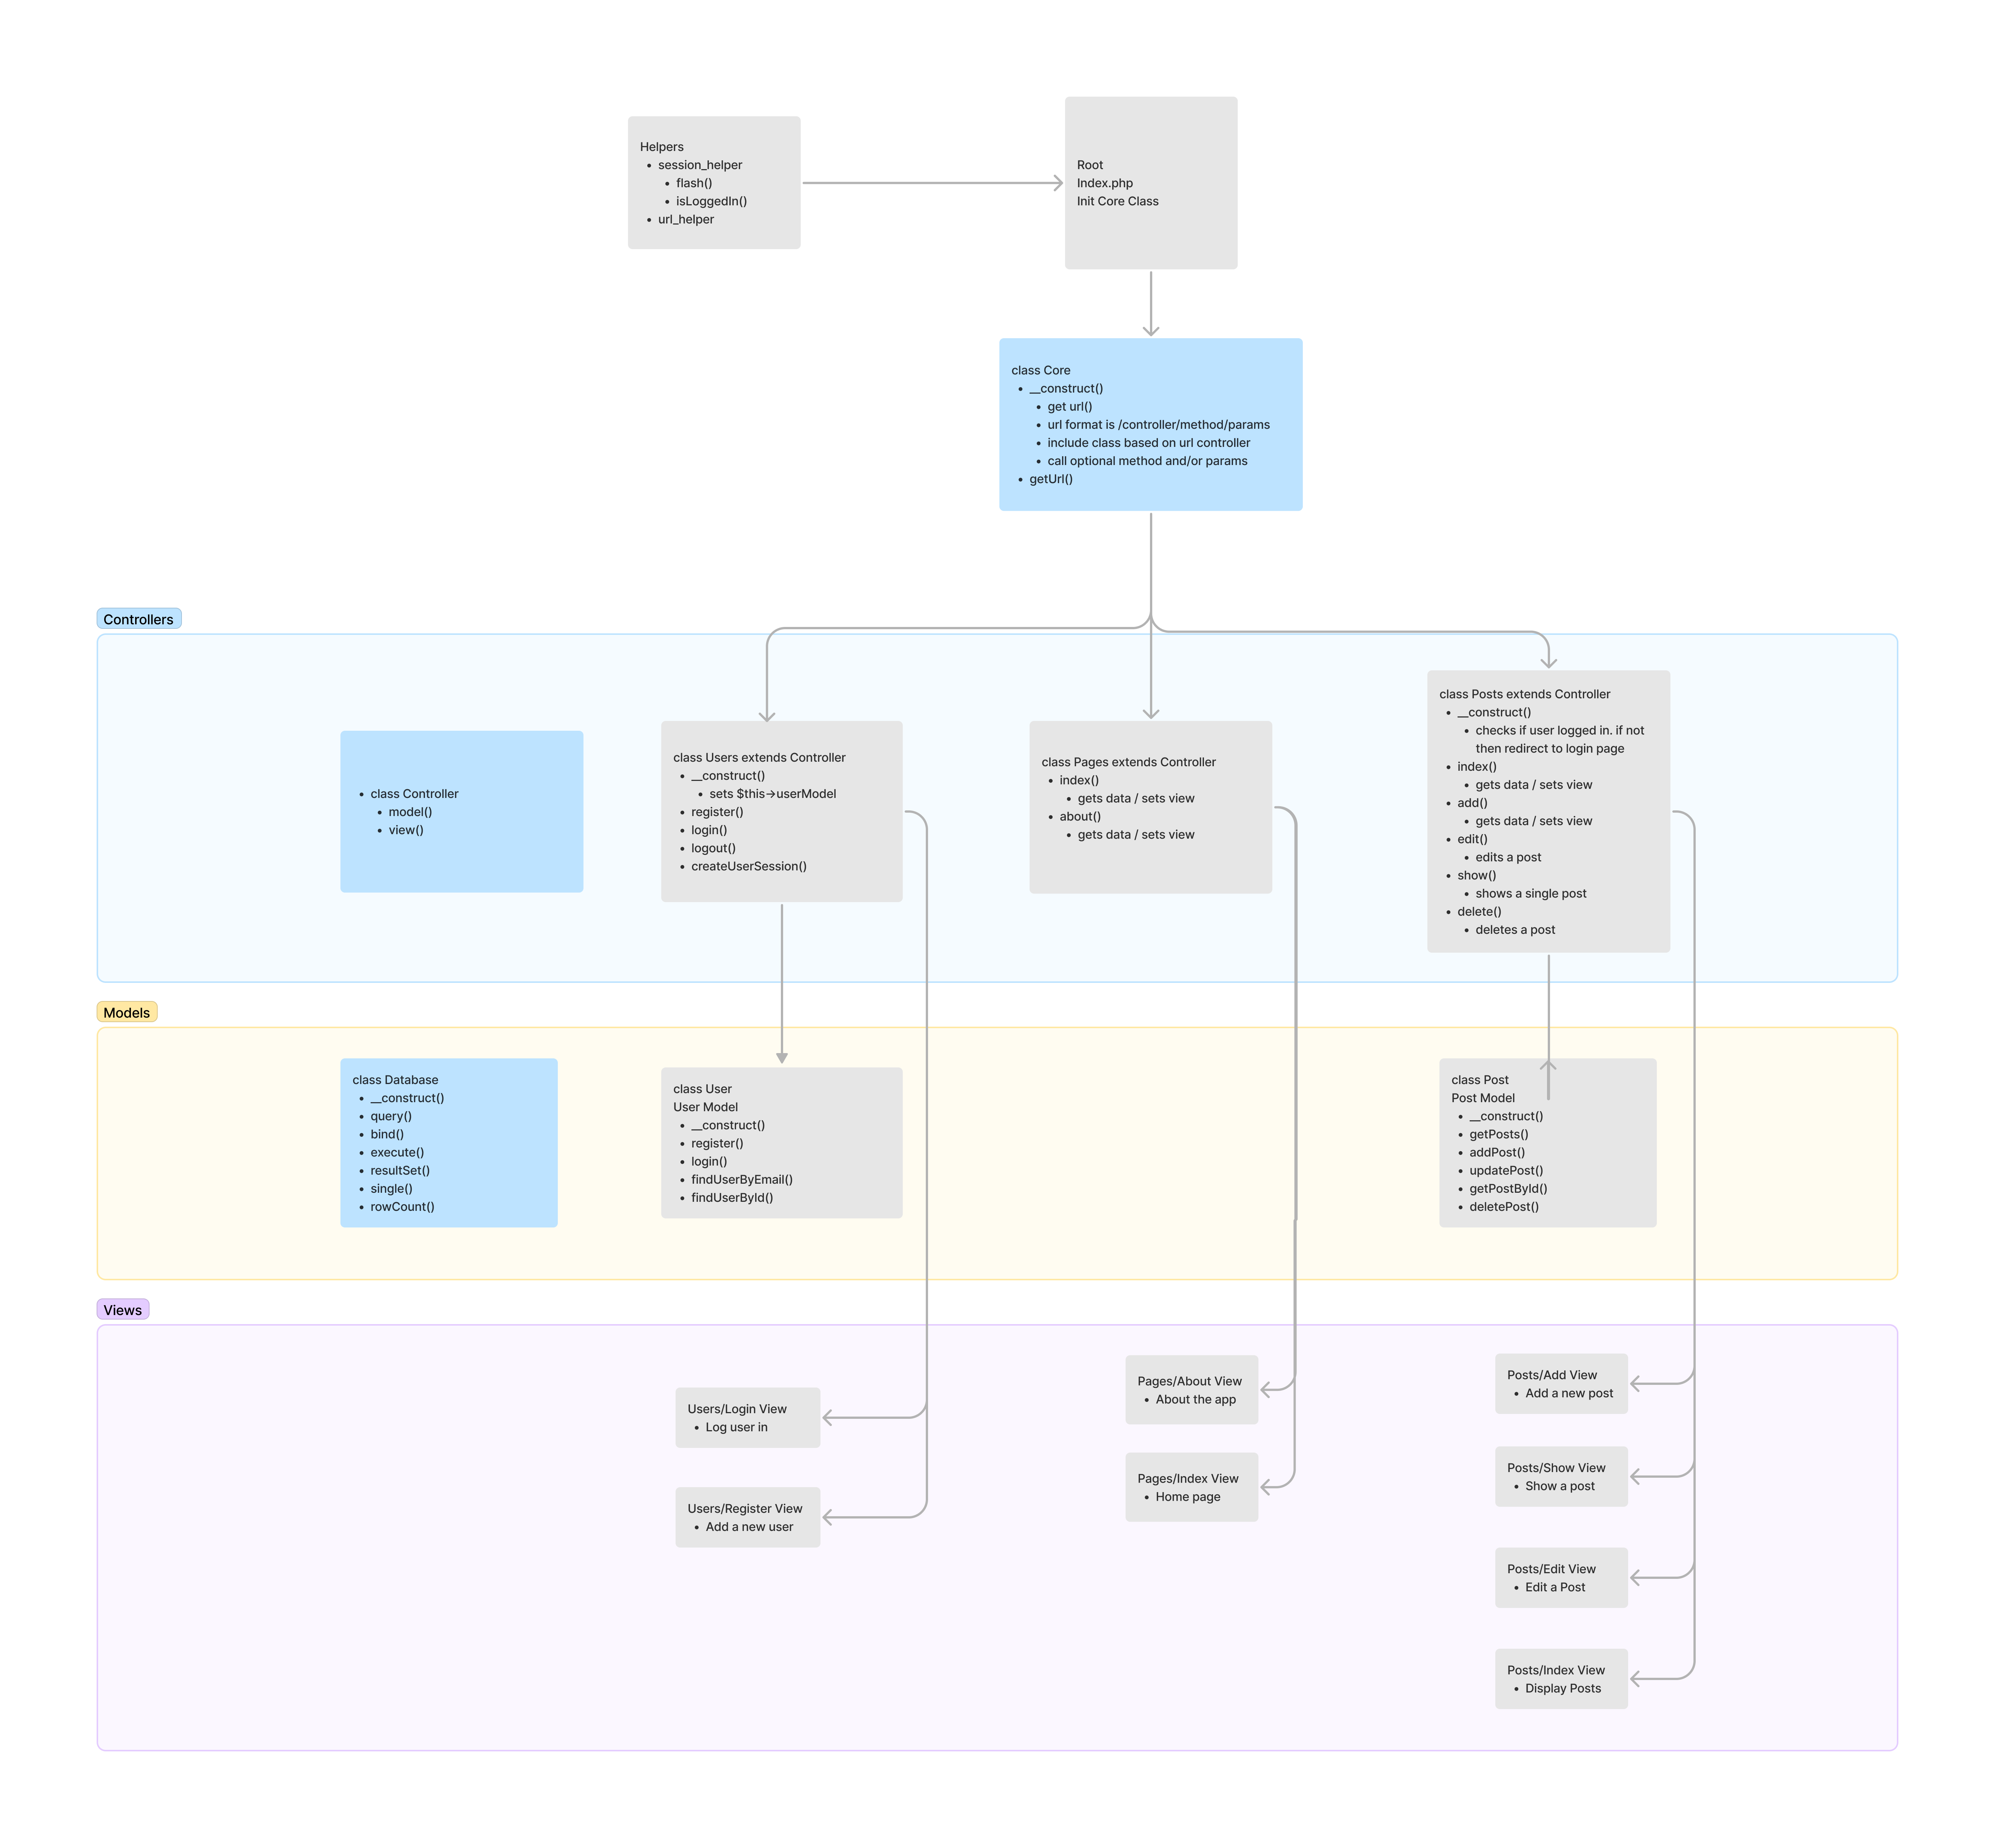 Helpers
session_helper
flash()
isLoggedIn()
url_helper
Root
Index.php
Init Core Class
class Core
__construct()
get url()
url format is /controller/method/params
include class based on url controller
call optional method and/or params
getUrl()
Controllers
class Controller
model()
view()
class Users extends Controller
__construct()
sets $this->userModel
register()
login()
logout()
createUserSession()
class Pages extends Controller
index()
gets data / sets view
about()
gets data / sets view
class Posts extends Controller
__construct()
checks if user logged in. if not
then redirect to login page
index()
gets data / sets view
add()
gets data / sets view
edit()
edits a post
show()
shows a single post
delete()
deletes a post
Models
class Database
__construct()
query()
bind()
execute()
resultSet()
single()
rowCount()
class User
User Model
__construct()
register()
login()
findUserByEmail()
findUserById()
class Post
Post Model
__construct()
getPosts()
addPost()
updatePost()
getPostById()
deletePost()
Views
Users/Login View
Log user in
Users/Register View
Add a new user
Pages/About View
About the app
Pages/Index View
Home page
Posts/Add View
Add a new post
Posts/Show View
Show a post
Posts/Edit View
Edit a Post
Posts/Index View
Display Posts